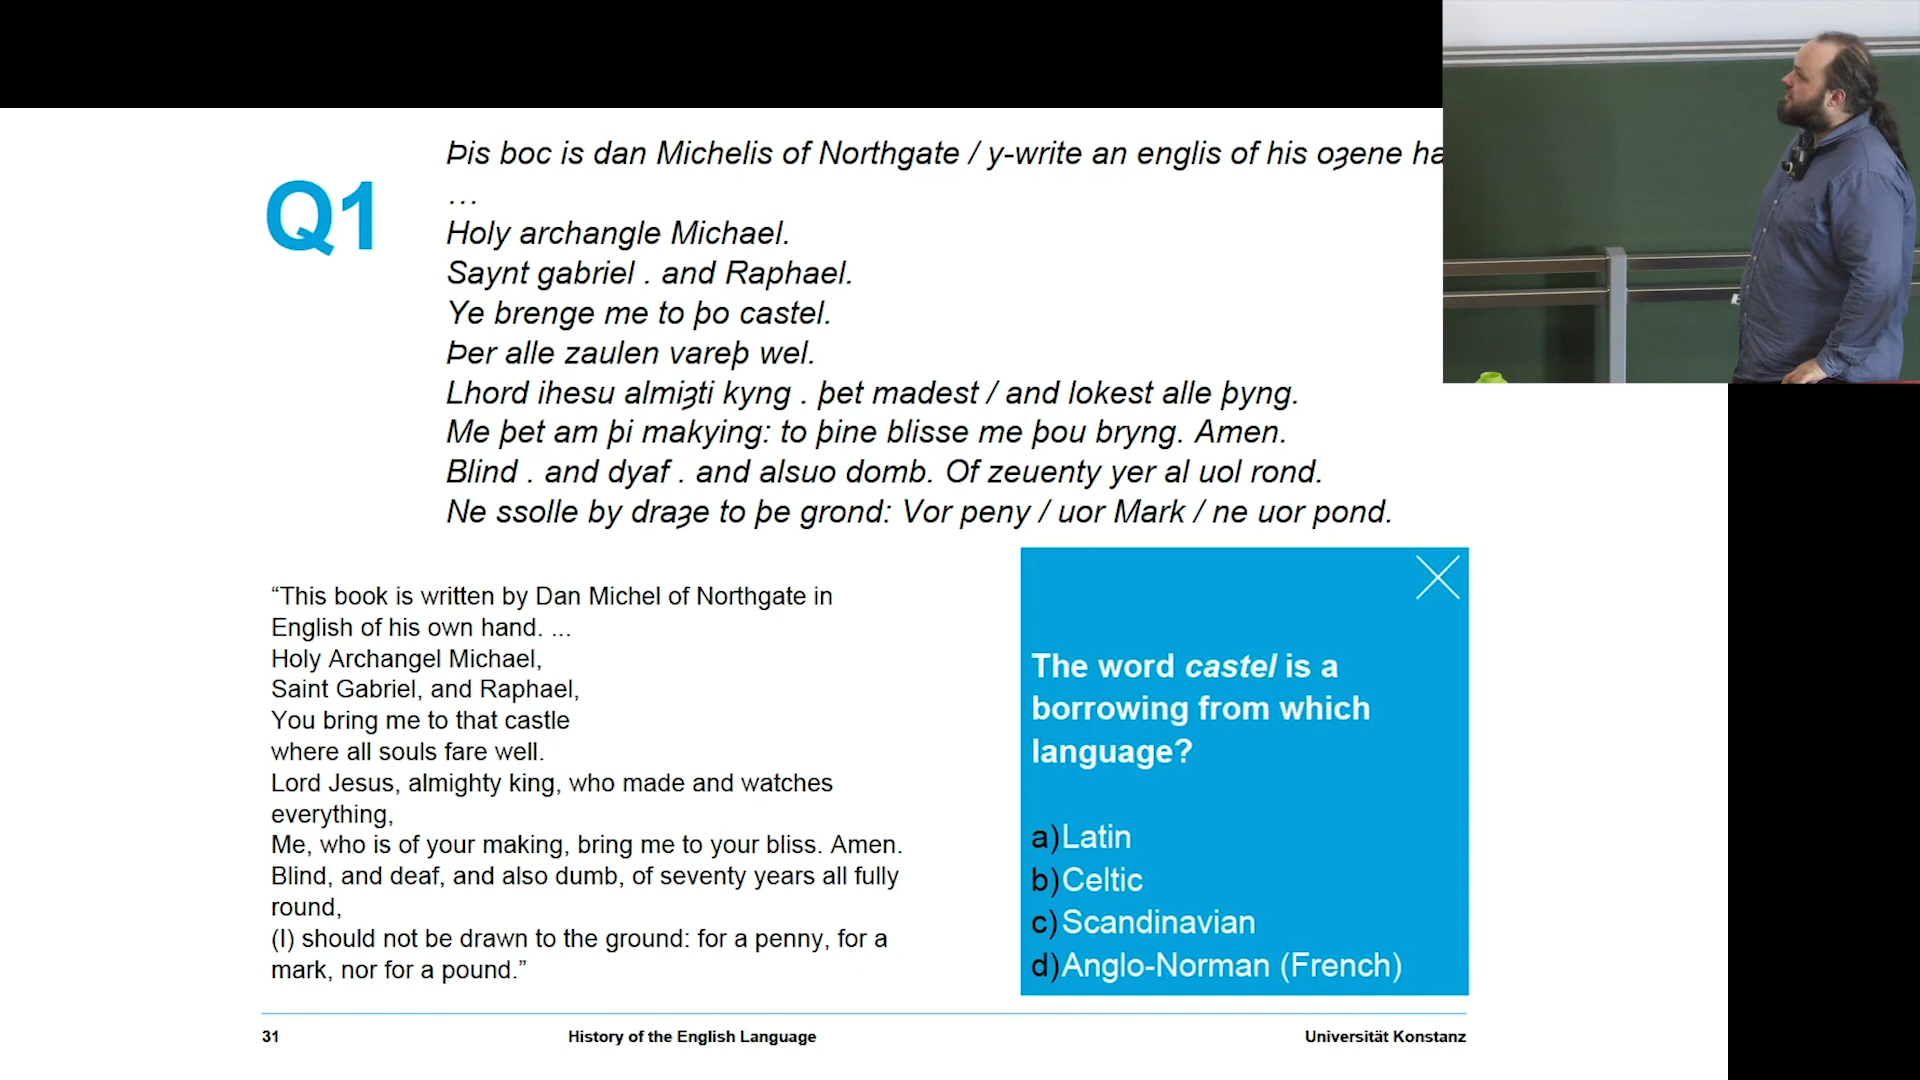 Q1
Þis boc is dan Michelis of Northgate / y-write an englis of his oȝene ha
…
Holy archangle Michael.
Saynt gabriel . and Raphael.
Ye brenge me to þo castel.
Þer alle zaulen vareþ wel.
Lhord ihesu almiȝti kyng . þet madest / and lokest alle þyng.
Me þet am þi makying: to þine blisse me þou bryng. Amen.
Blind . and dyaf . and alsuo domb. Of zeuenty yer al uol rond.
Ne ssolle by draȝe to þe grond: Vor peny / uor Mark / ne uor pond.
“This book is written by Dan Michel of Northgate in
English of his own hand. ...
Holy Archangel Michael,
Saint Gabriel, and Raphael,
You bring me to that castle
where all souls fare well.
Lord Jesus, almighty king, who made and watches
everything,
Me, who is of your making, bring me to your bliss. Amen.
Blind, and deaf, and also dumb, of seventy years all fully
round,
(I) should not be drawn to the ground: for a penny, for a
mark, nor for a pound.”
The word castel is a
borrowing from which
language?
a) Latin
b) Celtic
c) Scandinavian
d) Anglo-Norman (French)
31
History of the English Language
Universität Konstanz